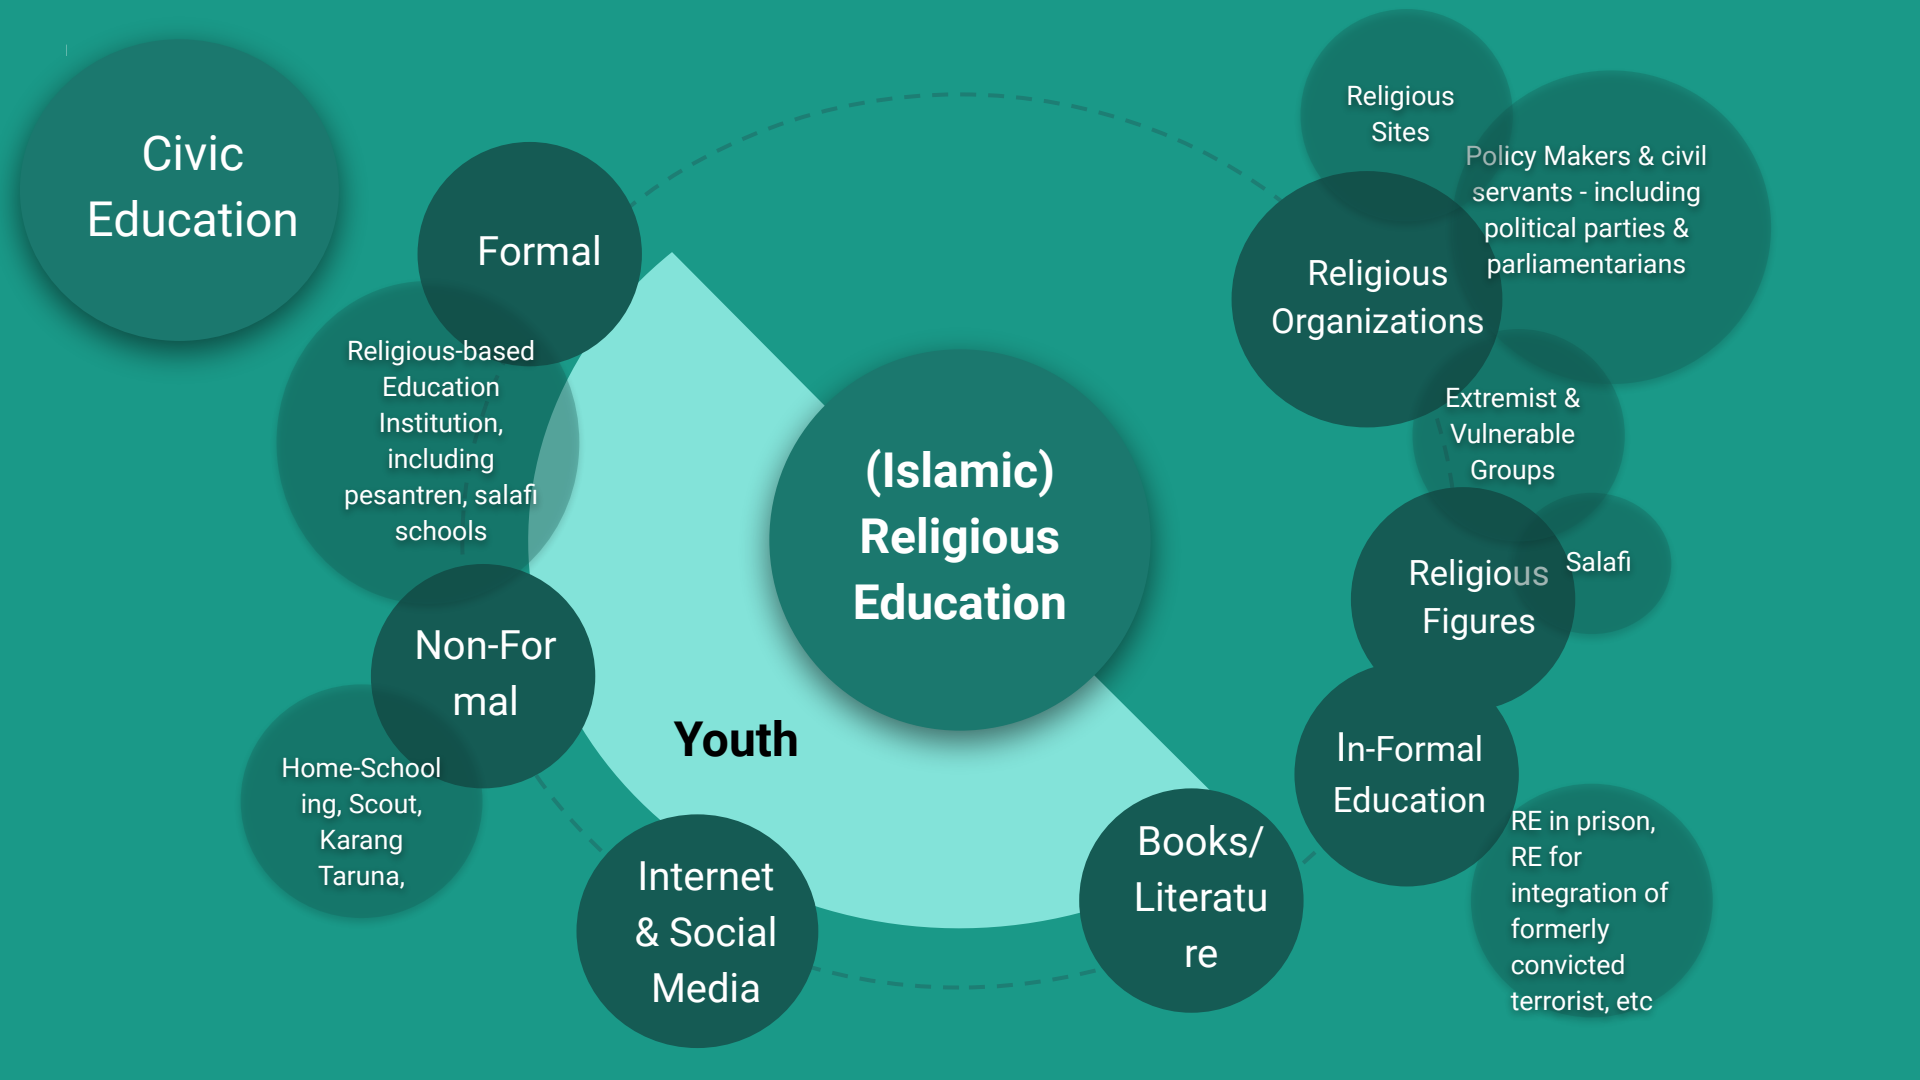 Civic
Education
Formal
Religious-based
Education
Institution,
including
pesantren, salafi
schools
Non-For
mal
Home-School
ing, Scout,
Karang
Taruna,
Internet
& Social
Media
Youth
(Islamic)
Religious
Education
Books/
Literatu
re
Religious
Sites
Policy Makers & civil
servants - including
political parties &
parliamentarians
Religious
Organizations
Extremist &
Vulnerable
Groups
Religious
Figures
Salafi
In-Formal
Education
RE in prison,
RE for
integration of
formerly
convicted
terrorist, etc